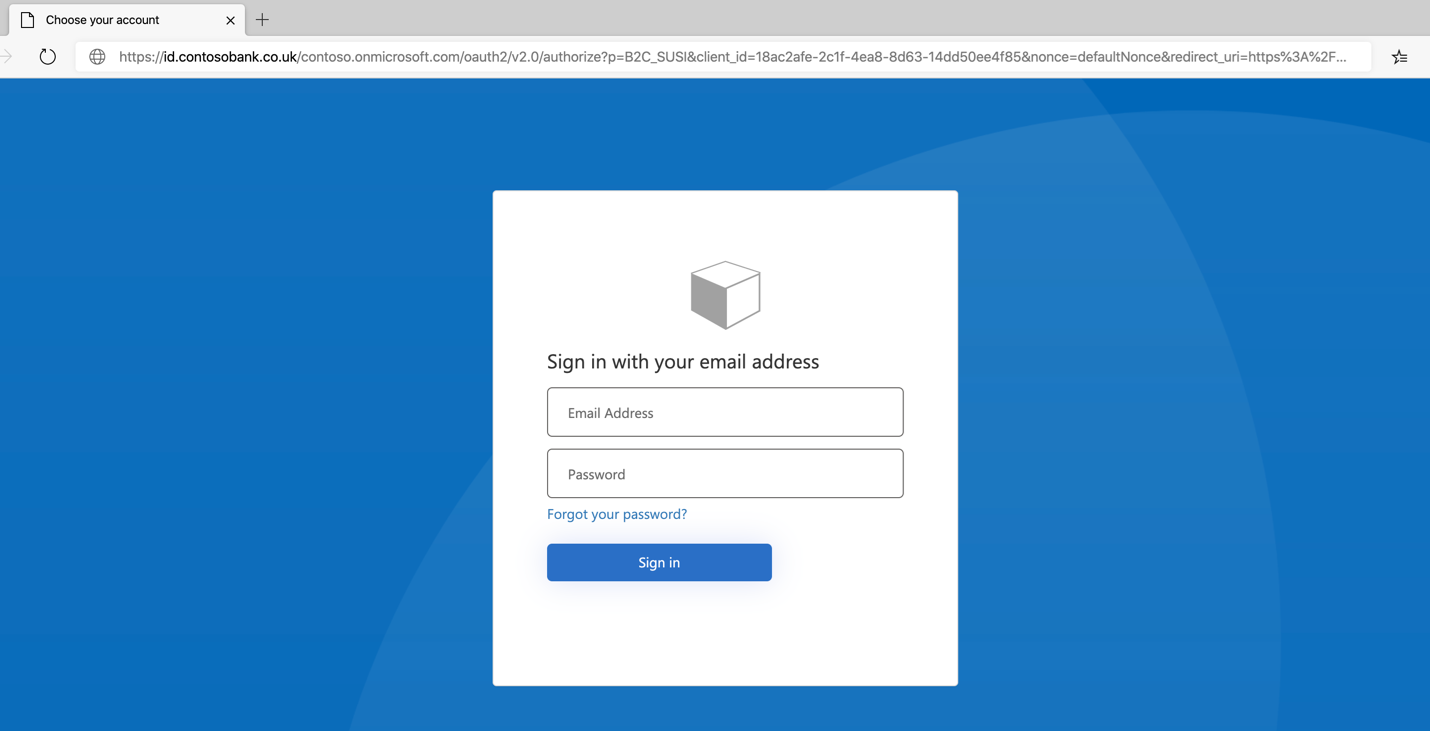 Choose your account
https://id.contosobank.co.uk/contoso.onmicrosoft.com/oauth2/v2.0/authorize?p=B2C_SUSI&client_id=18ac2afe-2c1f-4ea8-8d63-14dd50ee4f85&nonce=defaultNonce&redirect_uri=https%3A%2F...
Sign in with your email address
Email Address
Password
Forgot your password?
Sign in